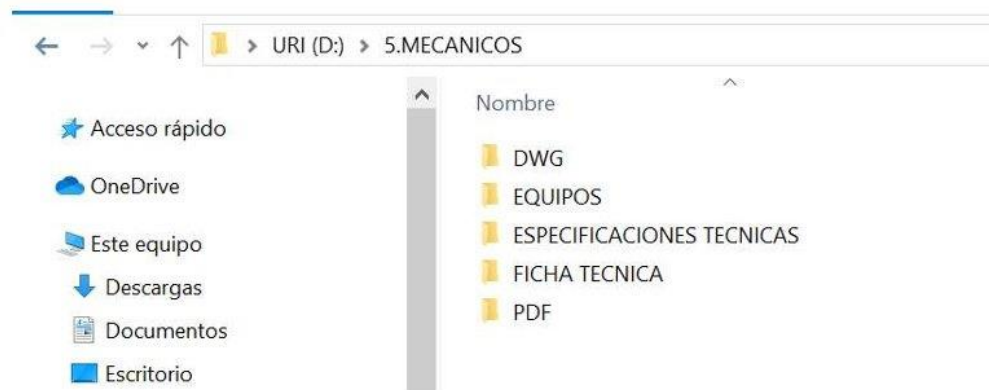 URI (D:) > 5.MECANICOS
Acceso rápido
OneDrive
Este equipo
Descargas
Documentos
Escritorio
Nombre
DWG
EQUIPOS
ESPECIFICACIONES TECNICAS
FICHA TECNICA
PDF